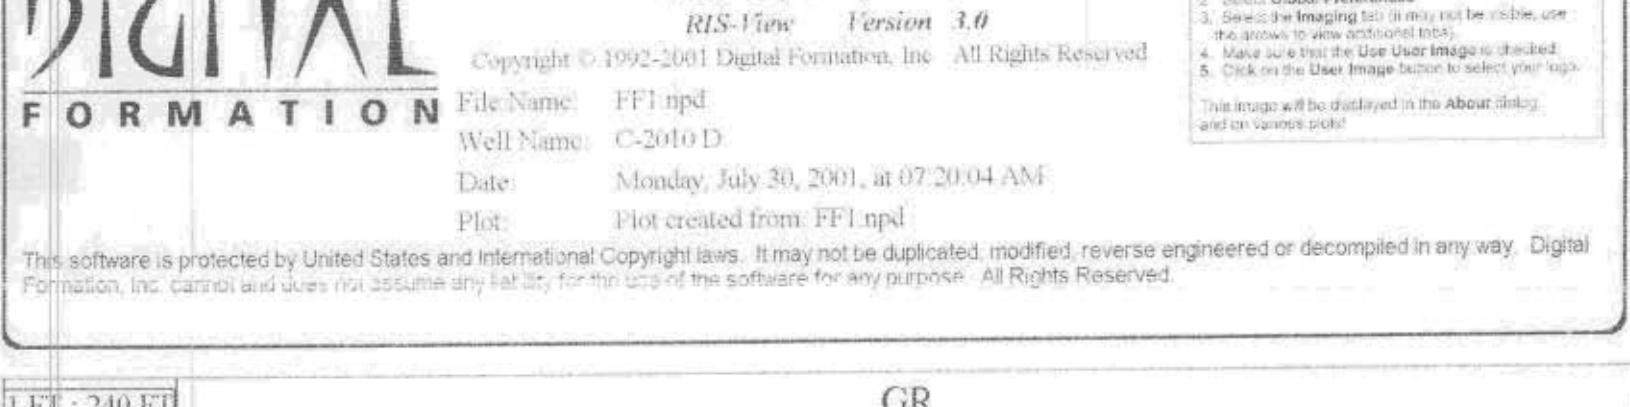 DIGITAL
FORMATION
RIS-View Version 3.0
Copyright © 1992-2001 Digital Formation, Inc All Rights Reserved
File Name: FF1.npd
Well Name: C-2010 D
Date: Monday, July 30, 2001, at 07:20:04 AM
Plot: Plot created from: FF1.npd
2. Select Global Preferences
3. Select the Imaging tab (it may not be visible, use
the arrows to view additional tabs).
4. Make sure that the Use User Image is checked.
5. Click on the User Image button to select your logo.
This image will be displayed in the About dialog
and on various plots!
This software is protected by United States and International Copyright laws. It may not be duplicated, modified, reverse engineered or decompiled in any way. Digital
Formation, Inc. cannot and does not assume any liability for the use of the software for any purpose. All Rights Reserved.
1 FT : 240 FT
GR